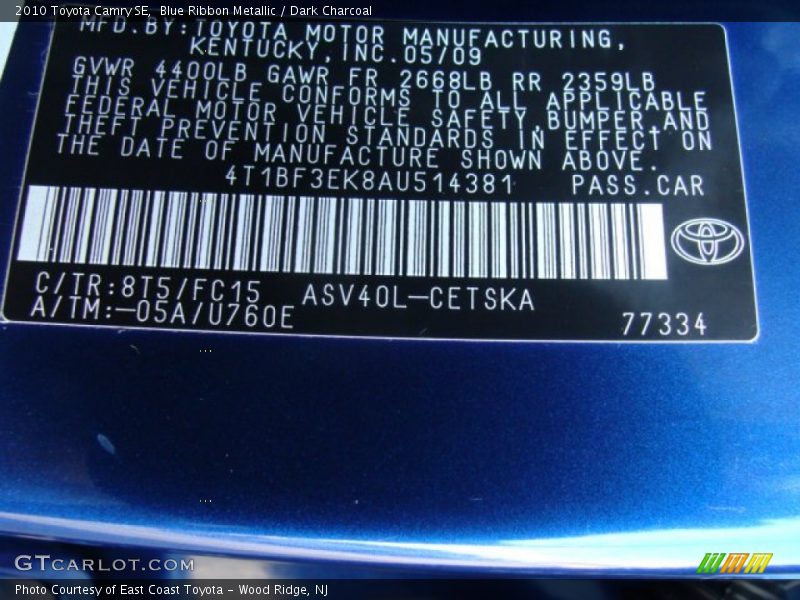 2010 Toyota Camry SE, Blue Ribbon Metallic / Dark Charcoal
MFD.BY:TOYOTA MOTOR MANUFACTURING,
KENTUCKY,INC.05/09
GVWR 4400LB GAWR FR 2668LB RR 2359LB
THIS VEHICLE CONFORMS TO ALL APPLICABLE
FEDERAL MOTOR VEHICLE SAFETY,BUMPER,AND
THEFT PREVENTION STANDARDS IN EFFECT ON
THE DATE OF MANUFACTURE SHOWN ABOVE.
4T1BF3EK8AU514381 PASS.CAR
C/TR:8T5/FC15 ASV40L-CETSKA
A/TM:-05A/U760E
77334
GTCARLOT.COM
Photo Courtesy of East Coast Toyota - Wood Ridge, NJ